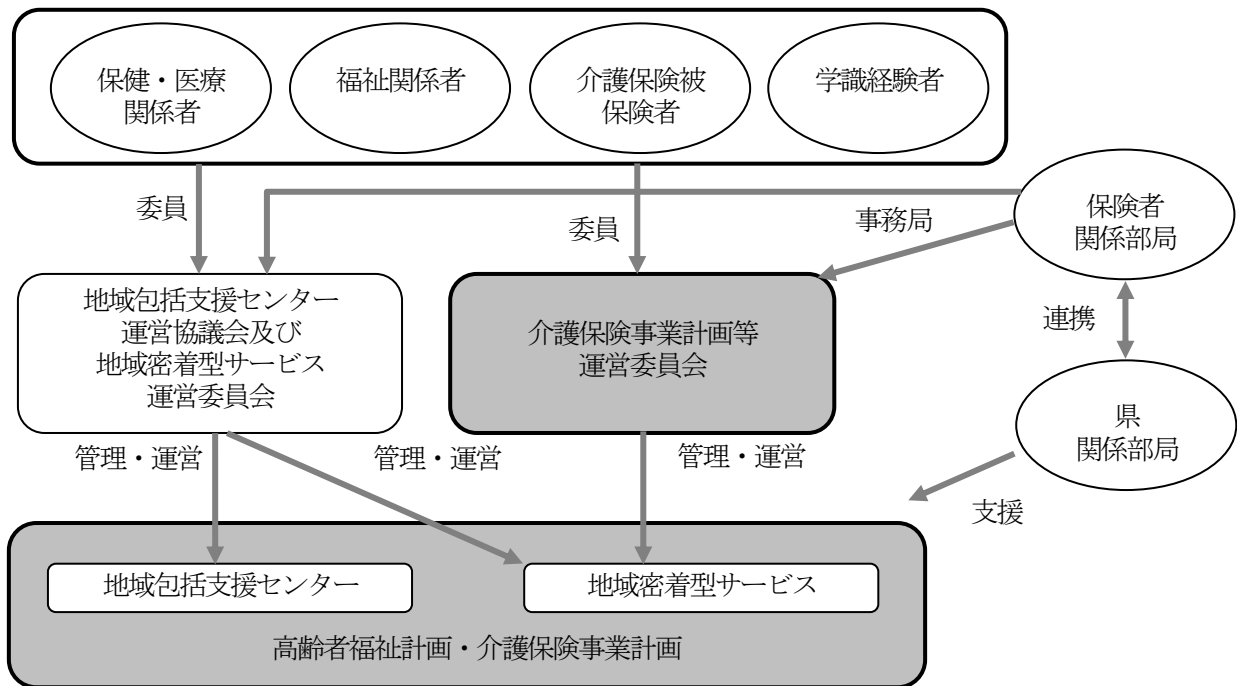 保健・医療
関係者
福祉関係者
介護保険被
保険者
学識経験者
委員
委員
事務局
保険者
関係部局
連携
県
関係部局
支援
地域包括支援センター
運営協議会及び
地域密着型サービス
運営委員会
介護保険事業計画等
運営委員会
管理・運営
管理・運営
管理・運営
地域包括支援センター
地域密着型サービス
高齢者福祉計画・介護保険事業計画